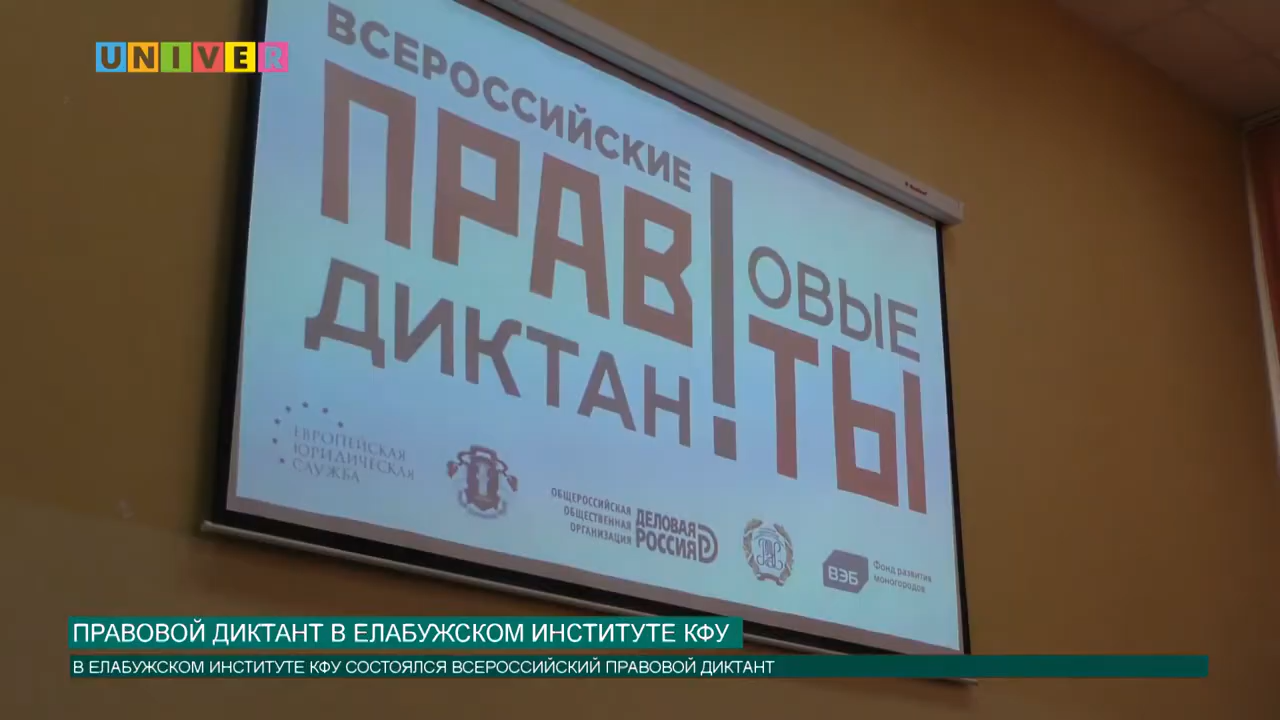 UNIVER
ВСЕРОССИЙСКИЕ
ПРАВ!ОВЫЕ
ДИКТАН!ТЫ
ЕВРОПЕЙСКАЯ
ЮРИДИЧЕСКАЯ
СЛУЖБА
ОБЩЕРОССИЙСКАЯ
ОБЩЕСТВЕННАЯ
ОРГАНИЗАЦИЯ
ДЕЛОВАЯ
РОССИЯ
ВЭБ
Фонд развития
моногородов
ПРАВОВОЙ ДИКТАНТ В ЕЛАБУЖСКОМ ИНСТИТУТЕ КФУ
В ЕЛАБУЖСКОМ ИНСТИТУТЕ КФУ СОСТОЯЛСЯ ВСЕРОССИЙСКИЙ ПРАВОВОЙ ДИКТАНТ